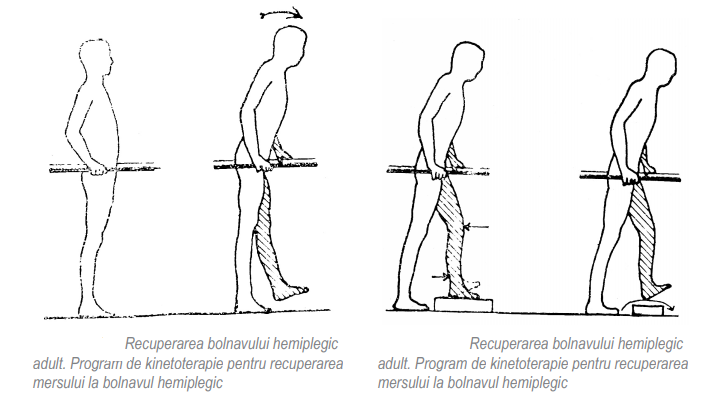 Recuperarea bolnavului hemiplegic
adult. Program de kinetoterapie pentru recuperarea
mersului la bolnavul hemiplegic
Recuperarea bolnavului hemiplegic
adult. Program de kinetoterapie pentru recuperarea
mersului la bolnavul hemiplegic